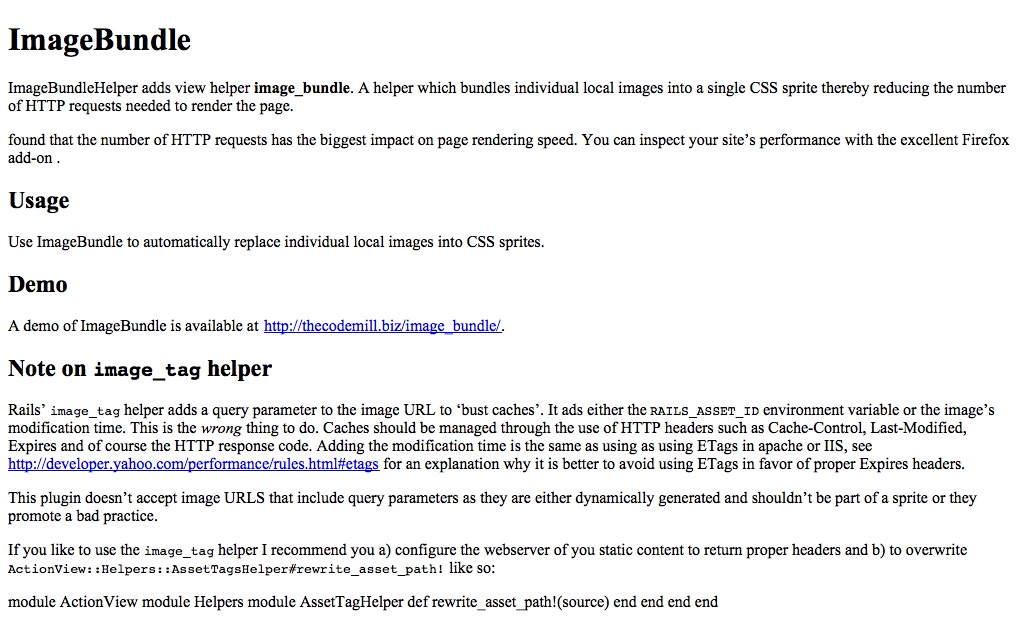 ImageBundle
ImageBundleHelper adds view helper image_bundle. A helper which bundles individual local images into a single CSS sprite thereby reducing the number
of HTTP requests needed to render the page.
found that the number of HTTP requests has the biggest impact on page rendering speed. You can inspect your site’s performance with the excellent Firefox
add-on .
Usage
Use ImageBundle to automatically replace individual local images into CSS sprites.
Demo
A demo of ImageBundle is available at http://thecodemill.biz/image_bundle/.
Note on image_tag helper
Rails’ image_tag helper adds a query parameter to the image URL to ‘bust caches’. It ads either the RAILS_ASSET_ID environment variable or the image’s
modification time. This is the wrong thing to do. Caches should be managed through the use of HTTP headers such as Cache-Control, Last-Modified,
Expires and of course the HTTP response code. Adding the modification time is the same as using as using ETags in apache or IIS, see
http://developer.yahoo.com/performance/rules.html#etags for an explanation why it is better to avoid using ETags in favor of proper Expires headers.
This plugin doesn’t accept image URLS that include query parameters as they are either dynamically generated and shouldn’t be part of a sprite or they
promote a bad practice.
If you like to use the image_tag helper I recommend you a) configure the webserver of you static content to return proper headers and b) to overwrite
ActionView::Helpers::AssetTagsHelper#rewrite_asset_path! like so:
module ActionView module Helpers module AssetTagHelper def rewrite_asset_path!(source) end end end end